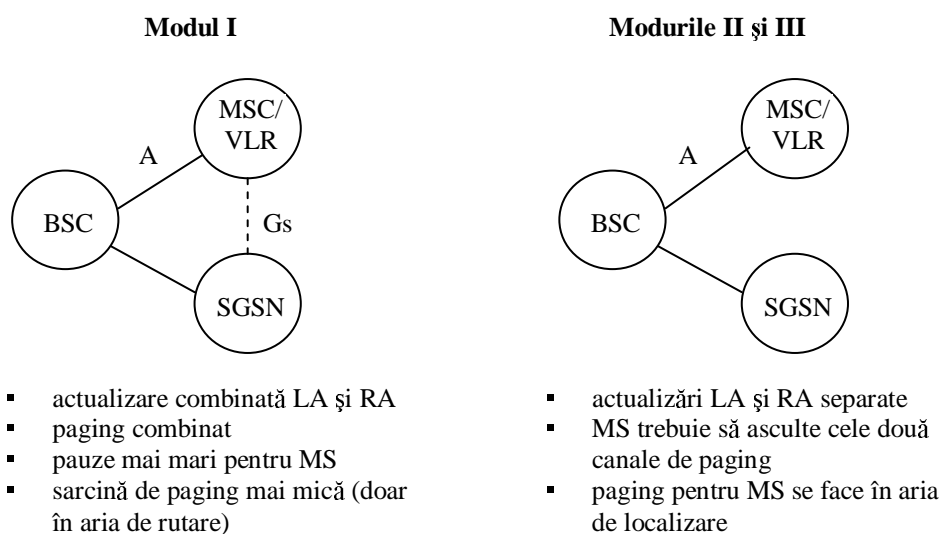 Modul I
MSC/
VLR
A
BSC
Gs
SGSN
▪ actualizare combinată LA şi RA
▪ paging combinat
▪ pauze mai mari pentru MS
▪ sarcină de paging mai mică (doar
în aria de rutare)
Modurile II şi III
MSC/
VLR
A
BSC
SGSN
▪ actualizări LA şi RA separate
▪ MS trebuie să asculte cele două
canale de paging
▪ paging pentru MS se face în aria
de localizare